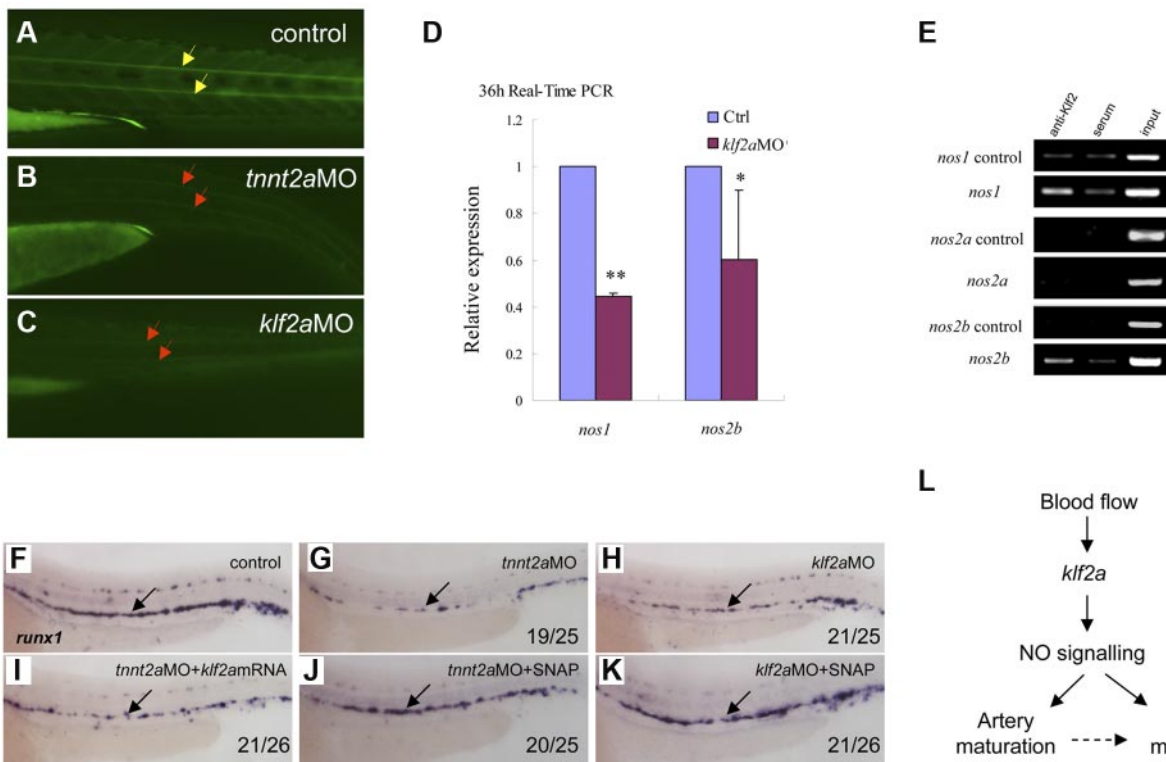 A
control
B
tnnt2aMO
C
klf2aMO
D
36h Real-Time PCR
Ctrl
klf2aMO
Relative expression
1.2
1
0.8
0.6
0.4
0.2
0
**
*
nos1
nos2b
E
anti-Klf2
serum
input
nos1 control
nos1
nos2a control
nos2a
nos2b control
nos2b
F
control
runx1
G
tnnt2aMO
19/25
H
klf2aMO
21/25
I
tnnt2aMO+klf2amRNA
21/26
J
tnnt2aMO+SNAP
20/25
K
klf2aMO+SNAP
21/26
L
Blood flow
klf2a
NO signalling
Artery
maturation
m